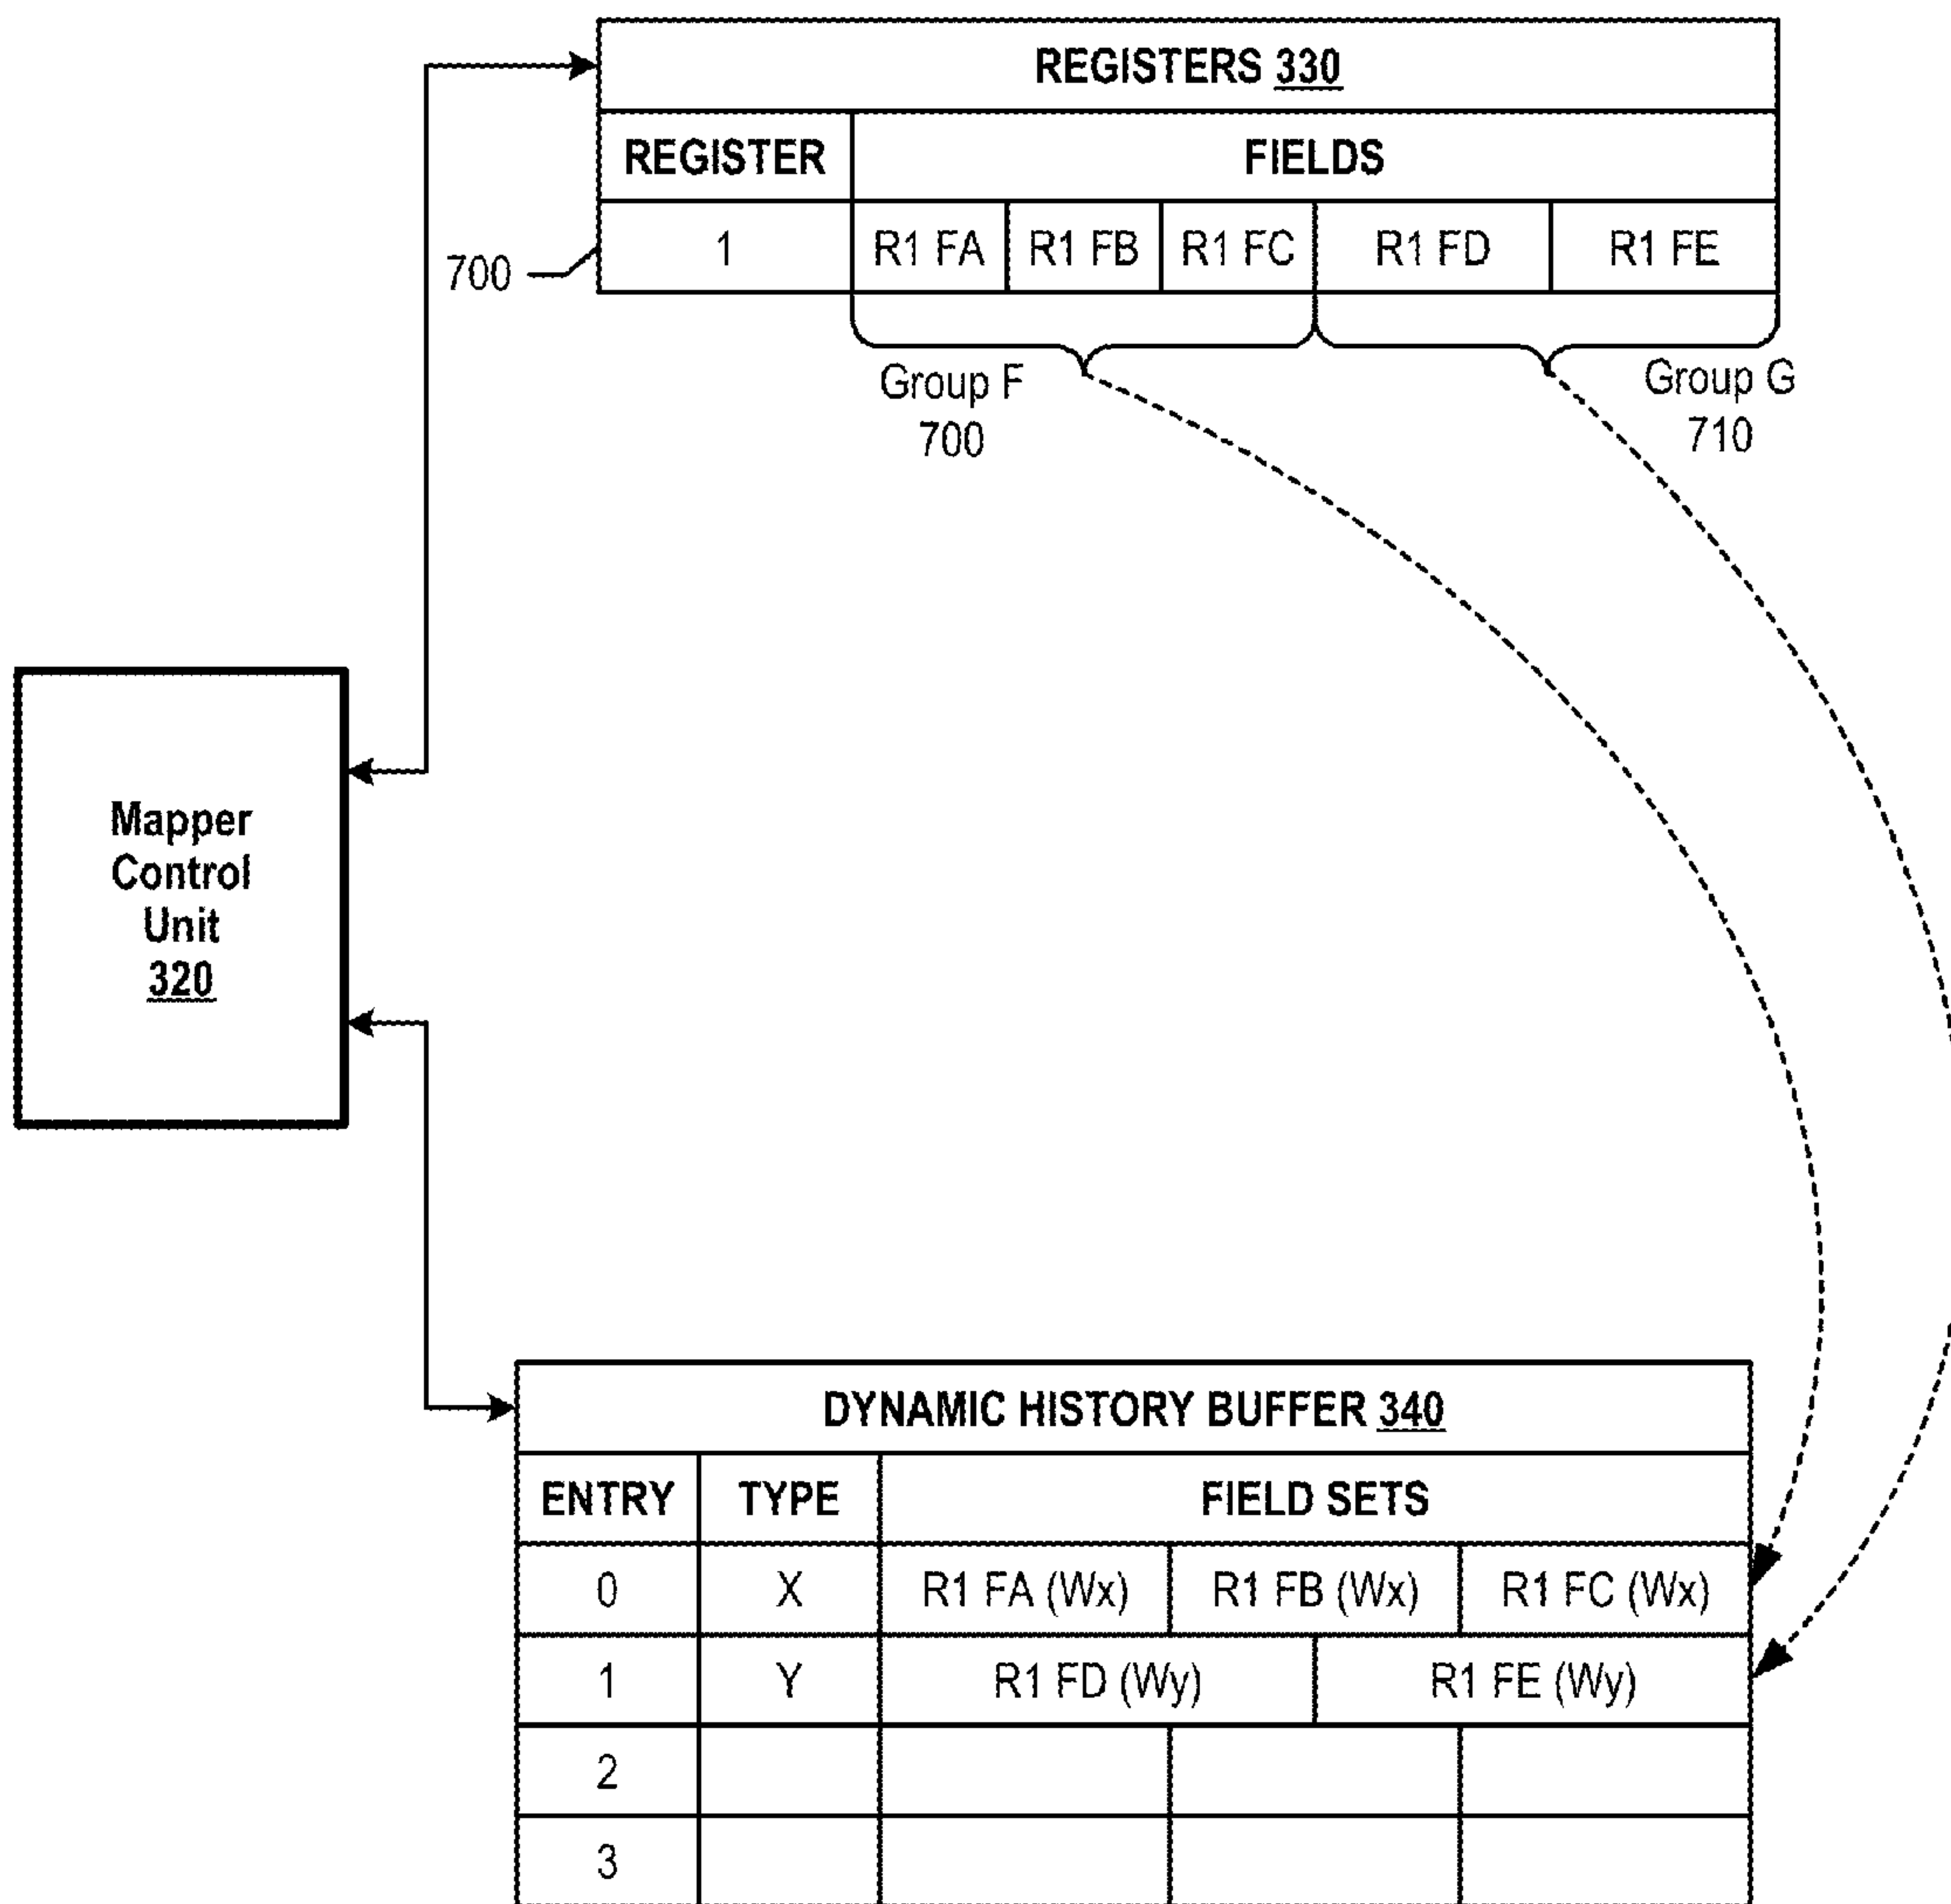 REGISTERS 330
REGISTER FIELDS
1 R1 FA R1 FB R1 FC R1 FD R1 FE
700
Group F
700
Group G
710
Mapper
Control
Unit
320
DYNAMIC HISTORY BUFFER 340
ENTRY TYPE FIELD SETS
0 X R1 FA (Wx) R1 FB (Wx) R1 FC (Wx)
1 Y R1 FD (Wy) R1 FE (Wy)
2
3